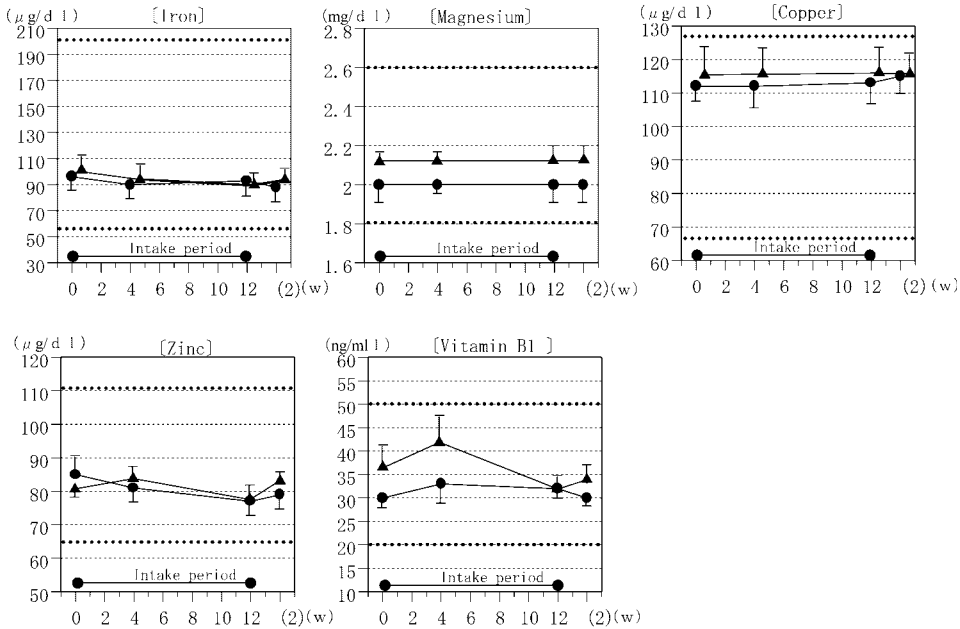 (μg/d l)
[Iron]
210
190
170
150
130
110
90
70
50
30
Intake period
0 2 4 6 8 10 12 (2)(w)
(mg/d l)
[Magnesium]
2.8
2.6
2.4
2.2
2
1.8
1.6
Intake period
0 2 4 6 8 10 12 (2)(w)
(μg/d l)
[Copper]
130
120
110
100
90
80
70
60
Intake period
0 2 4 6 8 10 12 (2)(w)
(μg/d l)
[Zinc]
120
110
100
90
80
70
60
50
Intake period
0 2 4 6 8 10 12 (2)(w)
(ng/ml l)
[Vitamin B1 ]
60
55
50
45
40
35
30
25
20
15
10
Intake period
0 2 4 6 8 10 12 (2)(w)